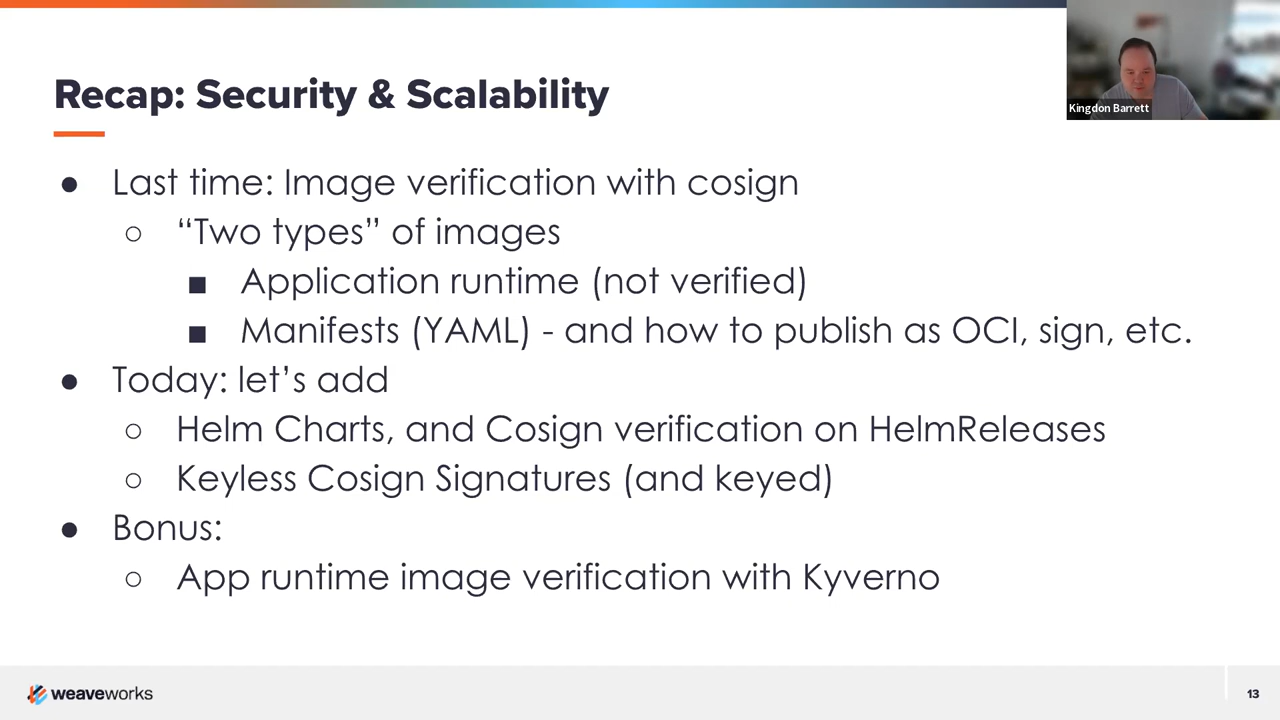 Recap: Security & Scalability
Kingdon Barrett
● Last time: Image verification with cosign
○ “Two types” of images
■ Application runtime (not verified)
■ Manifests (YAML) - and how to publish as OCI, sign, etc.
● Today: let’s add
○ Helm Charts, and Cosign verification on HelmReleases
○ Keyless Cosign Signatures (and keyed)
● Bonus:
○ App runtime image verification with Kyverno
weaveworks
13